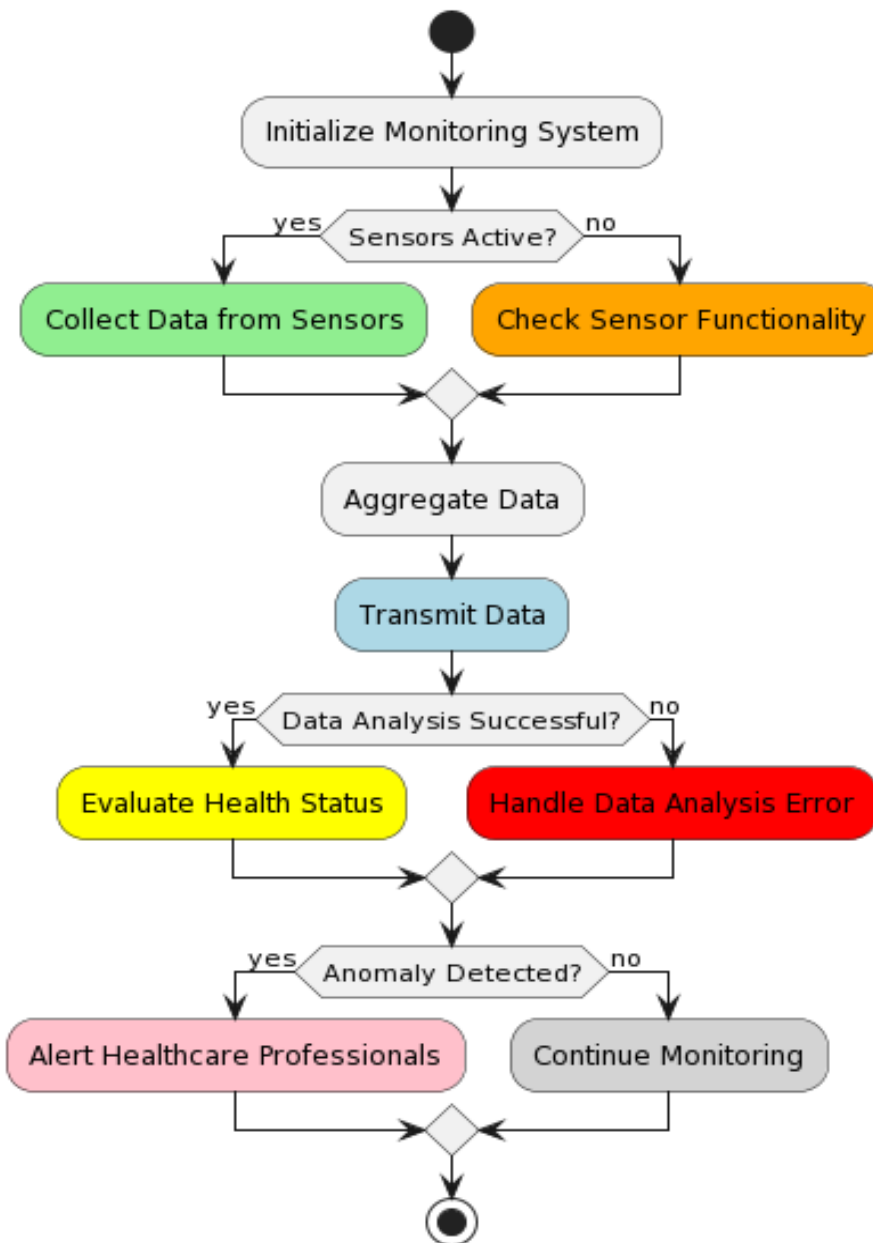 Initialize Monitoring System
yes
Sensors Active?
no
Collect Data from Sensors
Check Sensor Functionality
Aggregate Data
Transmit Data
yes
Data Analysis Successful?
no
Evaluate Health Status
Handle Data Analysis Error
yes
Anomaly Detected?
no
Alert Healthcare Professionals
Continue Monitoring